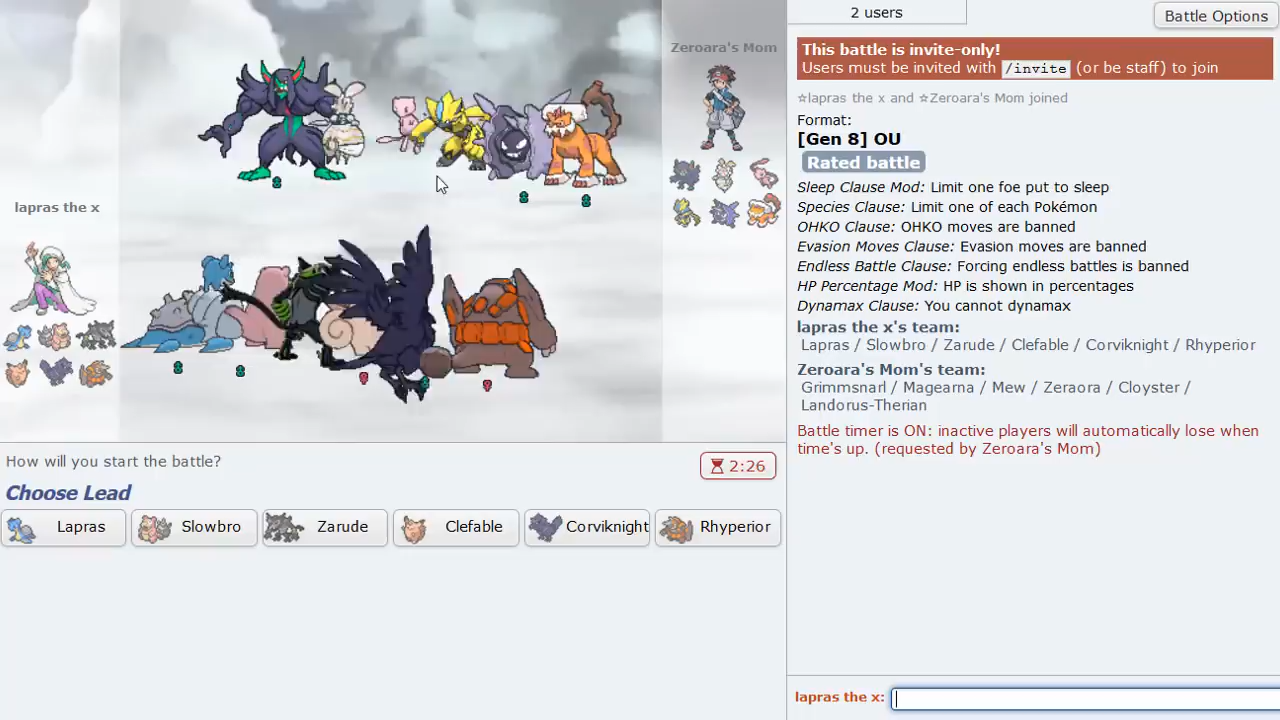 2 users
Battle Options
This battle is invite-only!
Users must be invited with /invite (or be staff) to join
☆lapras the x and ☆Zeroara's Mom joined
Format:
[Gen 8] OU
Rated battle
Sleep Clause Mod: Limit one foe put to sleep
Species Clause: Limit one of each Pokémon
OHKO Clause: OHKO moves are banned
Evasion Moves Clause: Evasion moves are banned
Endless Battle Clause: Forcing endless battles is banned
HP Percentage Mod: HP is shown in percentages
Dynamax Clause: You cannot dynamax
lapras the x's team:
Lapras / Slowbro / Zarude / Clefable / Corviknight / Rhyperior
Zeroara's Mom's team:
Grimmsnarl / Magearna / Mew / Zeraora / Cloyster /
Landorus-Therian
Battle timer is ON: inactive players will automatically lose when
time's up. (requested by Zeroara's Mom)
lapras the x:
Zeroara's Mom
lapras the x
How will you start the battle?
2:26
Choose Lead
Lapras
Slowbro
Zarude
Clefable
Corviknight
Rhyperior